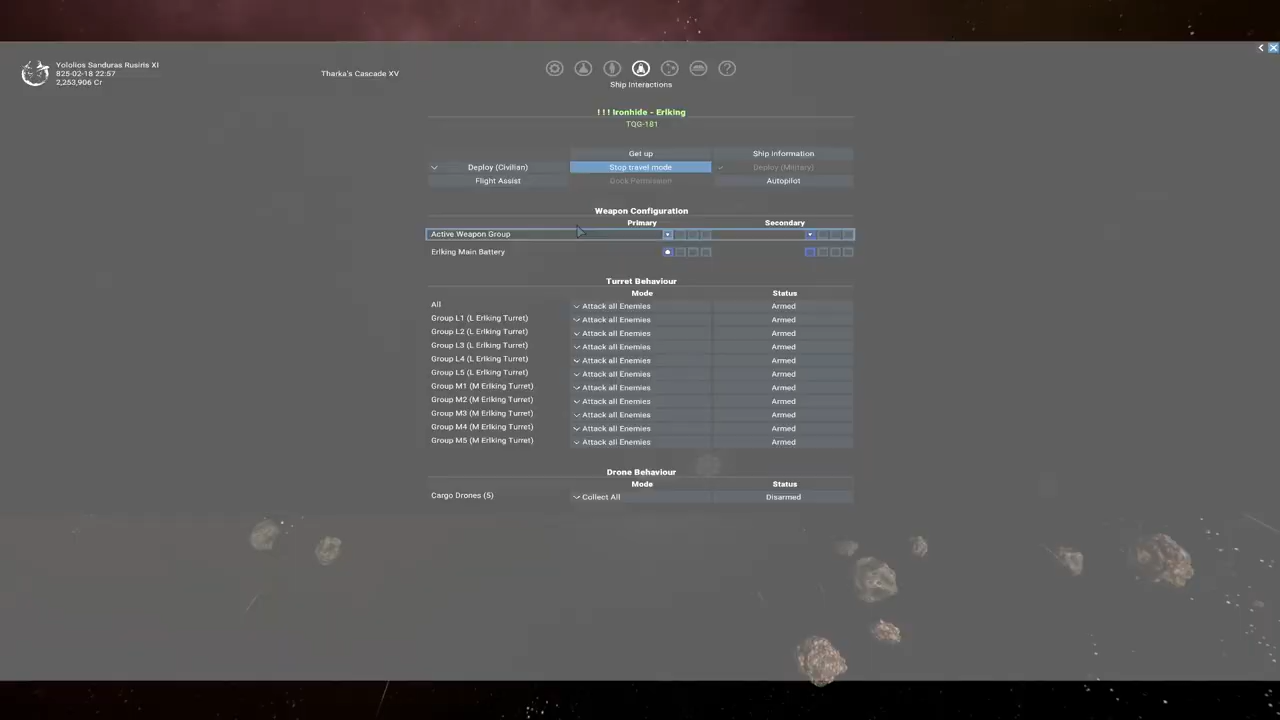 Yololios Sanduras Rusiris XI
825-02-18 22:57
2,253,906 Cr
Tharka's Cascade XV
?
Ship Interactions
! ! ! Ironhide - Erlking
TQG-181
Get up Ship information
Deploy (Civilian) Stop travel mode Deploy (Military)
Flight Assist Dock Permission Autopilot
Weapon Configuration
Primary Secondary
Active Weapon Group
Erlking Main Battery
Turret Behaviour
Mode Status
All Attack all Enemies Armed
Group L1 (L Erlking Turret) Attack all Enemies Armed
Group L2 (L Erlking Turret) Attack all Enemies Armed
Group L3 (L Erlking Turret) Attack all Enemies Armed
Group L4 (L Erlking Turret) Attack all Enemies Armed
Group L5 (L Erlking Turret) Attack all Enemies Armed
Group M1 (M Erlking Turret) Attack all Enemies Armed
Group M2 (M Erlking Turret) Attack all Enemies Armed
Group M3 (M Erlking Turret) Attack all Enemies Armed
Group M4 (M Erlking Turret) Attack all Enemies Armed
Group M5 (M Erlking Turret) Attack all Enemies Armed
Drone Behaviour
Mode Status
Cargo Drones (5) Collect All Disarmed